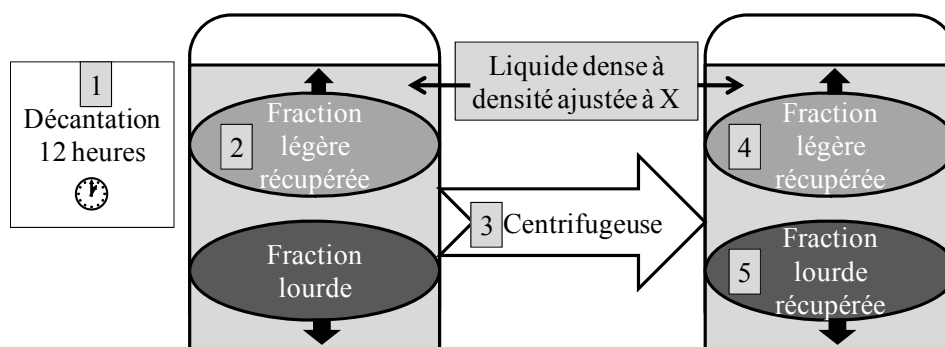 1
Décantation
12 heures
2
Fraction
légère
récupérée
Fraction
lourde
Liquide dense à
densité ajustée à X
3
Centrifugeuse
4
Fraction
légère
récupérée
5
Fraction
lourde
récupérée